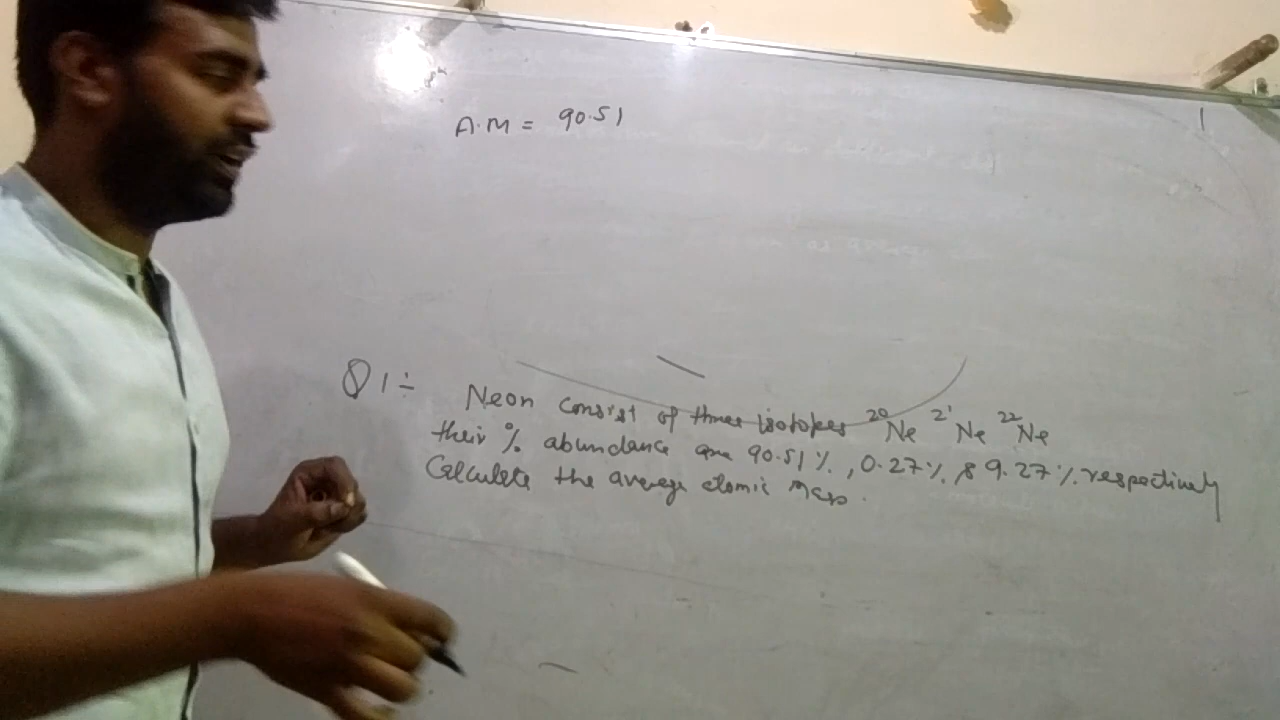 A.M = 90.51
Q1÷ Neon consist of three isotopes ²⁰Ne ²¹Ne ²²Ne
their % abundance are 90.51%, 0.27% & 9.27% respectively
Calculate the average atomic Mass.